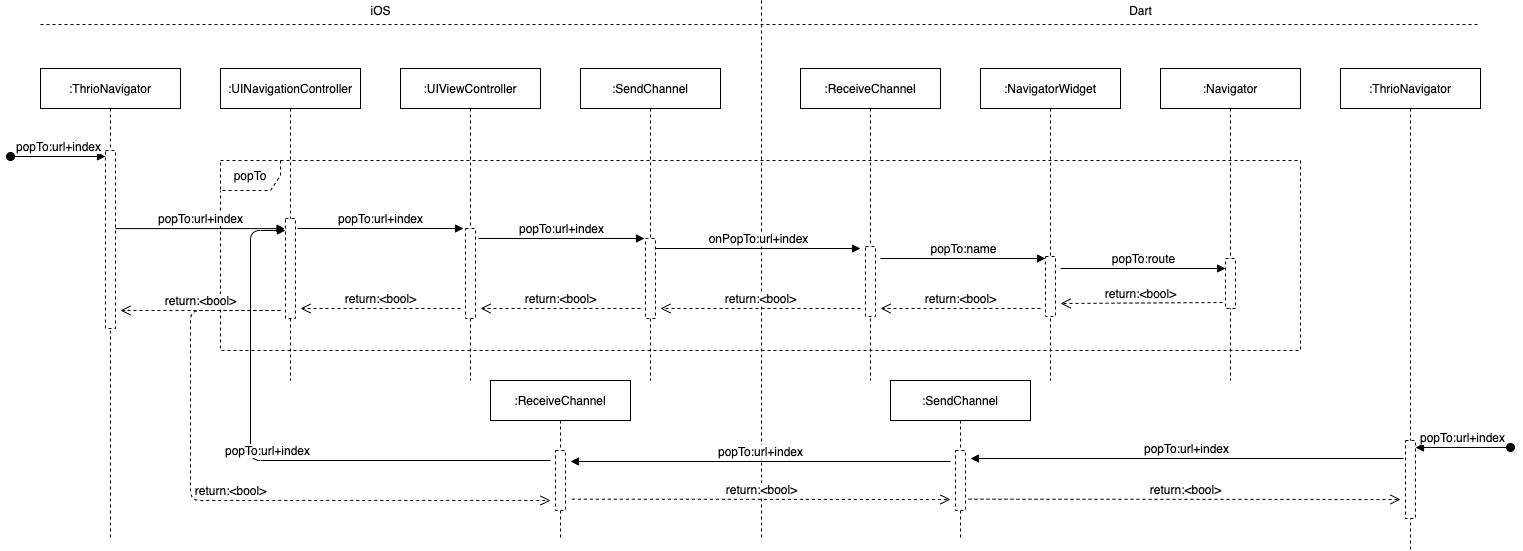 iOS
Dart
:ThrioNavigator
:UINavigationController
:UIViewController
:SendChannel
:ReceiveChannel
:NavigatorWidget
:Navigator
:ThrioNavigator
popTo:url+index
popTo
popTo:url+index
popTo:url+index
popTo:url+index
onPopTo:url+index
popTo:name
popTo:route
return:<bool>
return:<bool>
return:<bool>
return:<bool>
return:<bool>
return:<bool>
:ReceiveChannel
:SendChannel
popTo:url+index
popTo:url+index
popTo:url+index
popTo:url+index
return:<bool>
return:<bool>
return:<bool>